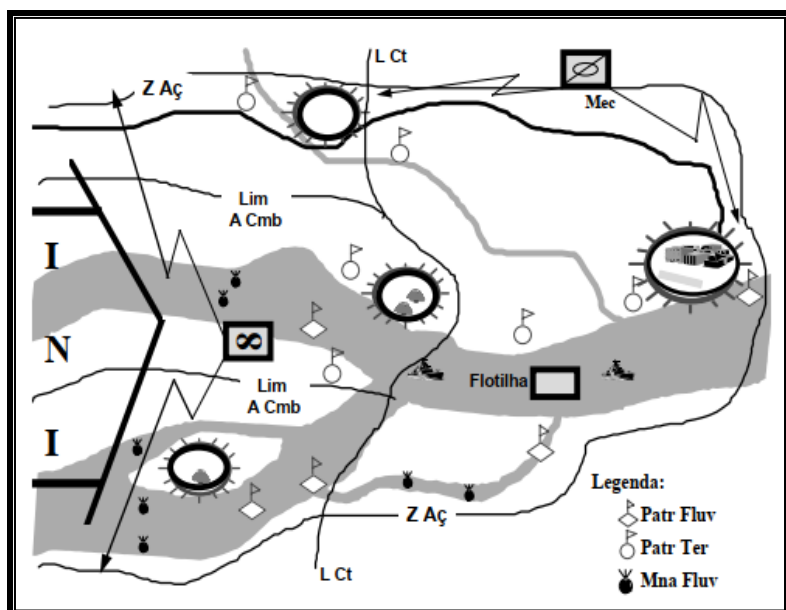 L Ct
Z Aç
Mec
Lim
A Cmb
I
N
Flotilha
Lim
A Cmb
I
Legenda:
Patr Fluv
Z Aç
Patr Ter
L Ct
Mna Fluv